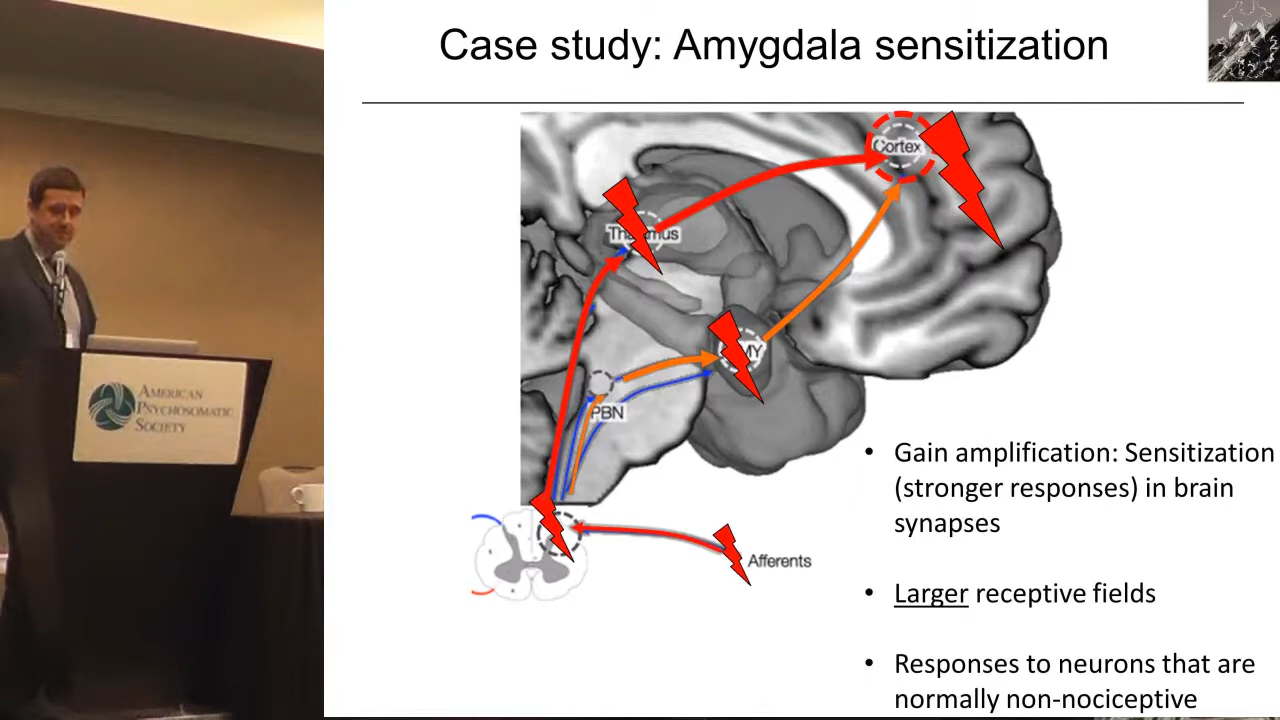 Case study: Amygdala sensitization
Cortex
Thalamus
AMY
PBN
Afferents
• Gain amplification: Sensitization
(stronger responses) in brain
synapses
• Larger receptive fields
• Responses to neurons that are
normally non-nociceptive
AMERICAN
PSYCHOSOMATIC
SOCIETY